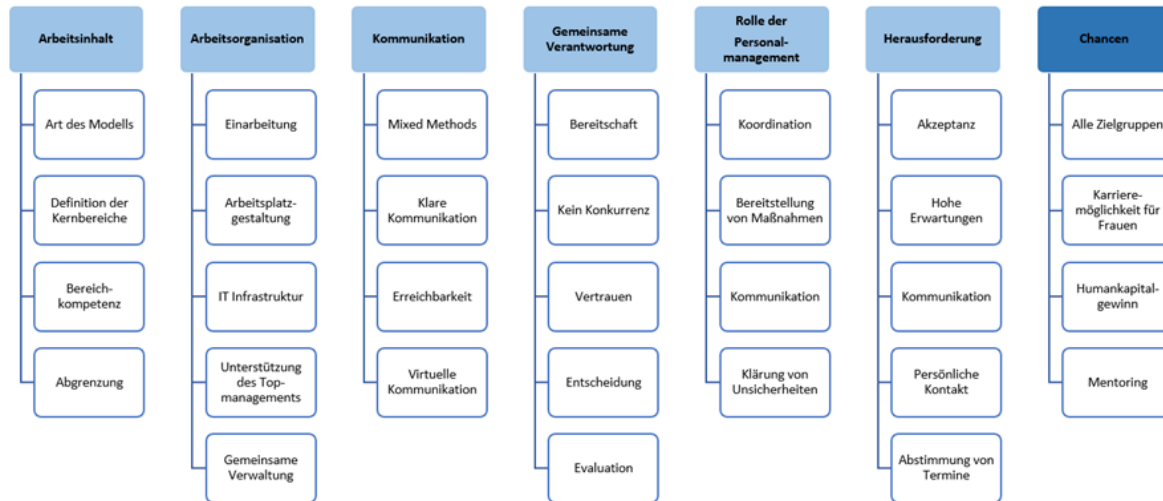 Arbeitsinhalt
Art des Modells
Definition der
Kernbereiche
Bereich-
kompetenz
Abgrenzung
Arbeitsorganisation
Einarbeitung
Arbeitsplatz-
gestaltung
IT Infrastruktur
Unterstützung
des Top-
managements
Gemeinsame
Verwaltung
Kommunikation
Mixed Methods
Klare
Kommunikation
Erreichbarkeit
Virtuelle
Kommunikation
Gemeinsame
Verantwortung
Bereitschaft
Kein Konkurrenz
Vertrauen
Entscheidung
Evaluation
Rolle der
Personal-
management
Koordination
Bereitstellung
von Maßnahmen
Kommunikation
Klärung von
Unsicherheiten
Herausforderung
Akzeptanz
Hohe
Erwartungen
Kommunikation
Persönliche
Kontakt
Abstimmung von
Termine
Chancen
Alle Zielgruppen
Karriere-
möglichkeit für
Frauen
Humankapital-
gewinn
Mentoring